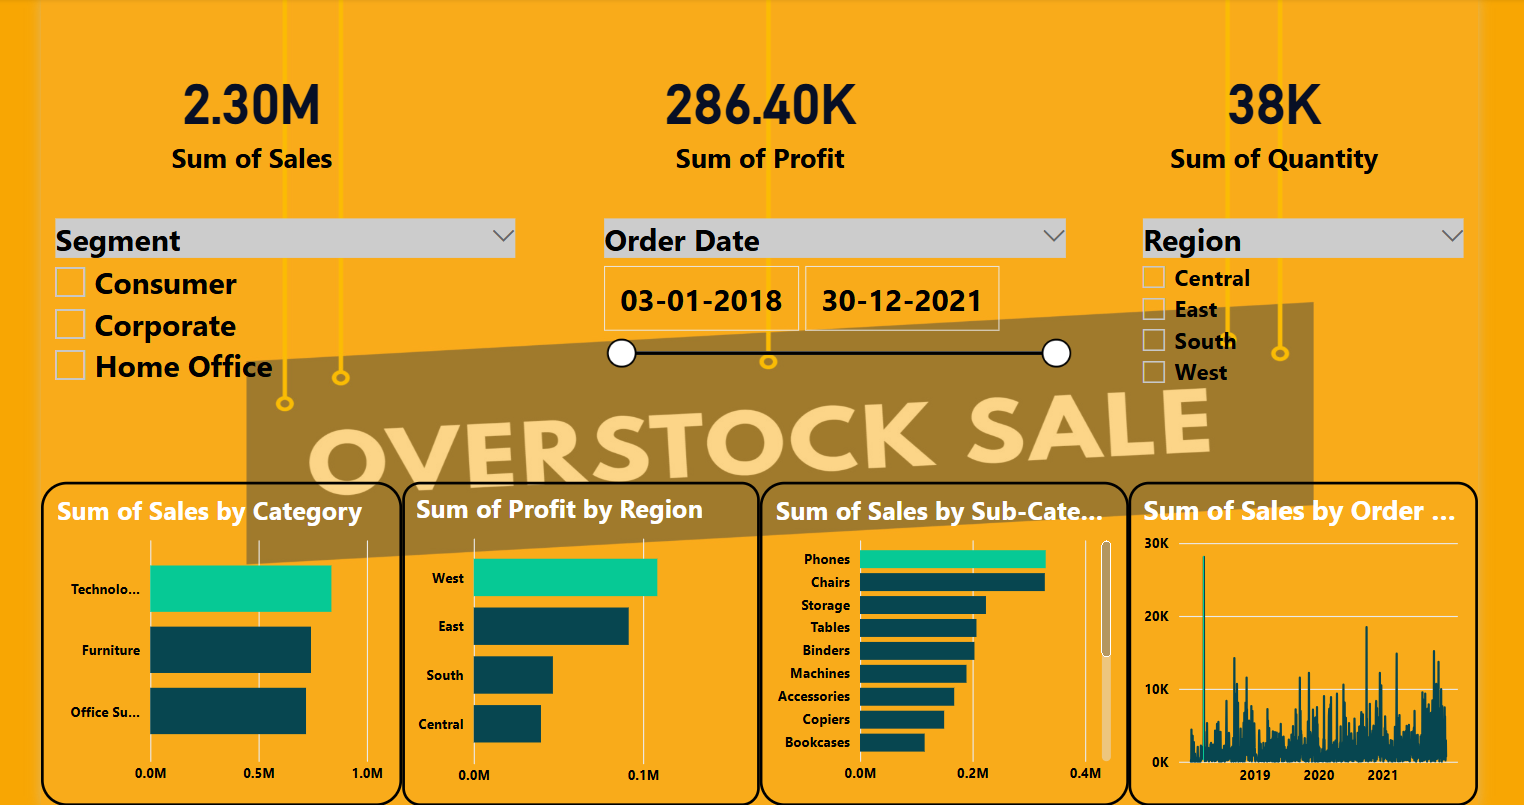 2.30M
Sum of Sales
286.40K
Sum of Profit
38K
Sum of Quantity
Segment
Consumer
Corporate
Home Office
Order Date
03-01-2018 30-12-2021
Region
Central
East
South
West
OVERSTOCK SALE
Sum of Sales by Category
Technolo...
Furniture
Office Su...
0.0M 0.5M 1.0M
Sum of Profit by Region
West
East
South
Central
0.0M 0.1M
Sum of Sales by Sub-Cate...
Phones
Chairs
Storage
Tables
Binders
Machines
Accessories
Copiers
Bookcases
0.0M 0.2M 0.4M
Sum of Sales by Order ...
30K
20K
10K
0K
2019 2020 2021